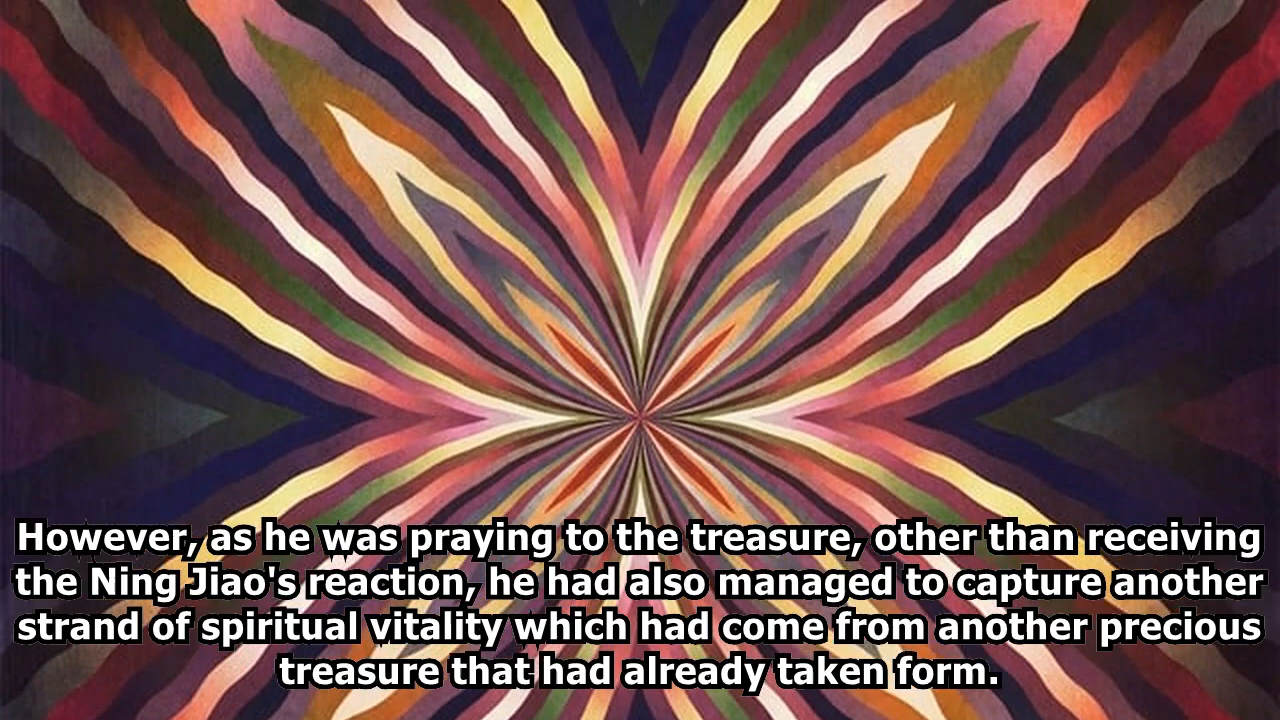 However, as he was praying to the treasure, other than receiving
the Ning Jiao's reaction, he had also managed to capture another
strand of spiritual vitality which had come from another precious
treasure that had already taken form.